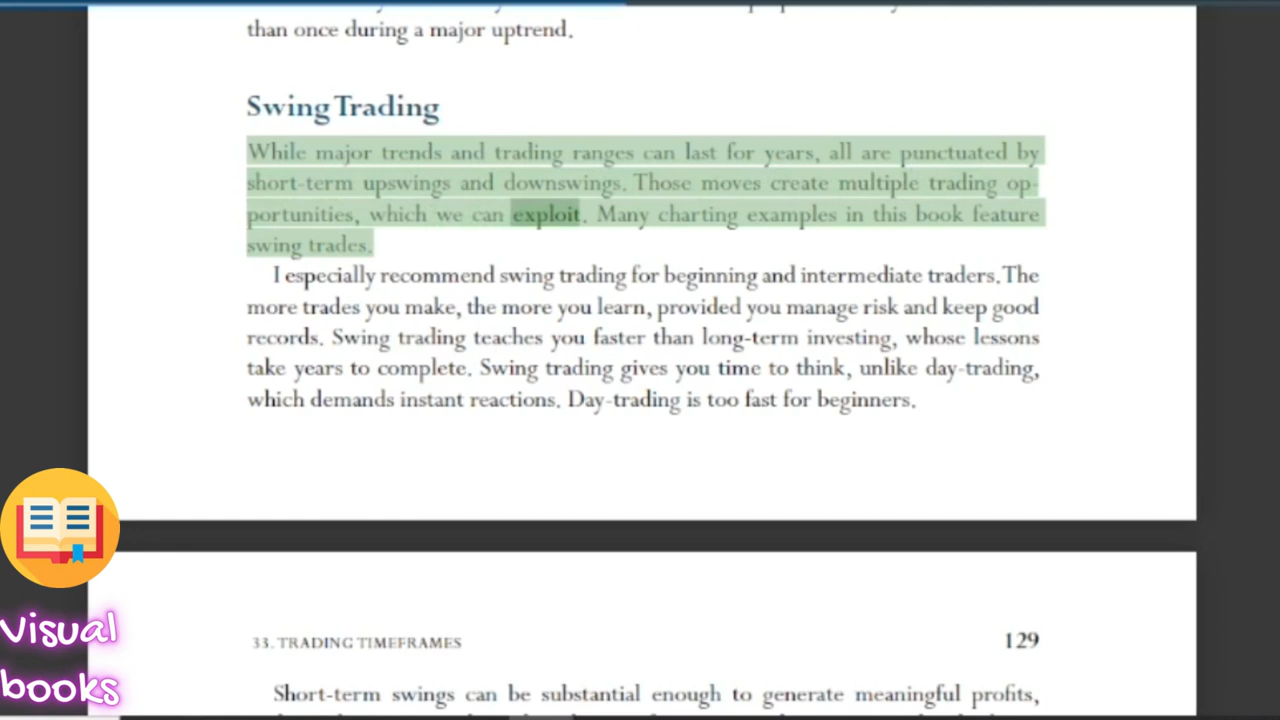 than once during a major uptrend.
Swing Trading
While major trends and trading ranges can last for years, all are punctuated by
short-term upswings and downswings. Those moves create multiple trading op-
portunities, which we can exploit. Many charting examples in this book feature
swing trades.
I especially recommend swing trading for beginning and intermediate traders. The
more trades you make, the more you learn, provided you manage risk and keep good
records. Swing trading teaches you faster than long-term investing, whose lessons
take years to complete. Swing trading gives you time to think, unlike day-trading,
which demands instant reactions. Day-trading is too fast for beginners.
Visual
books
33. TRADING TIMEFRAMES 129
Short-term swings can be substantial enough to generate meaningful profits,